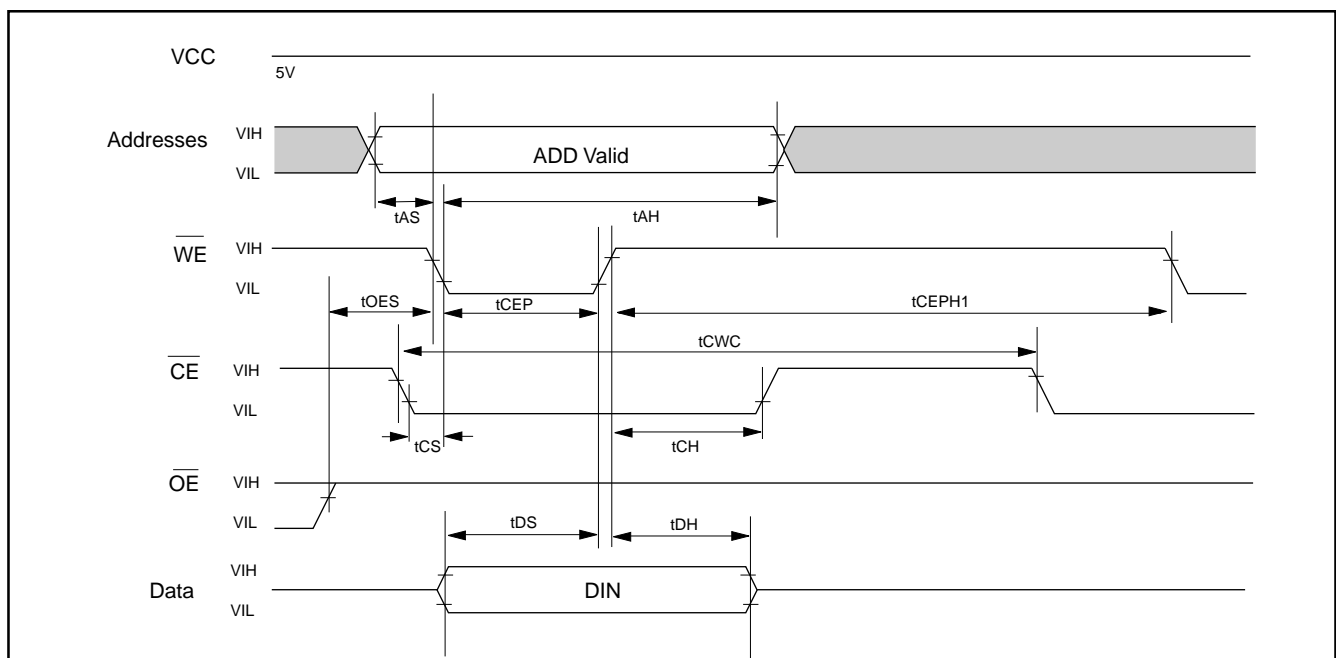 VCC
5V
Addresses
VIH
ADD Valid
VIL
tAS
tAH
WE
VIH
VIL
tOES
tCEP
tCEPH1
tCWC
CE
VIH
VIL
tCS
tCH
OE
VIH
VIL
tDS
tDH
VIH
Data
DIN
VIL